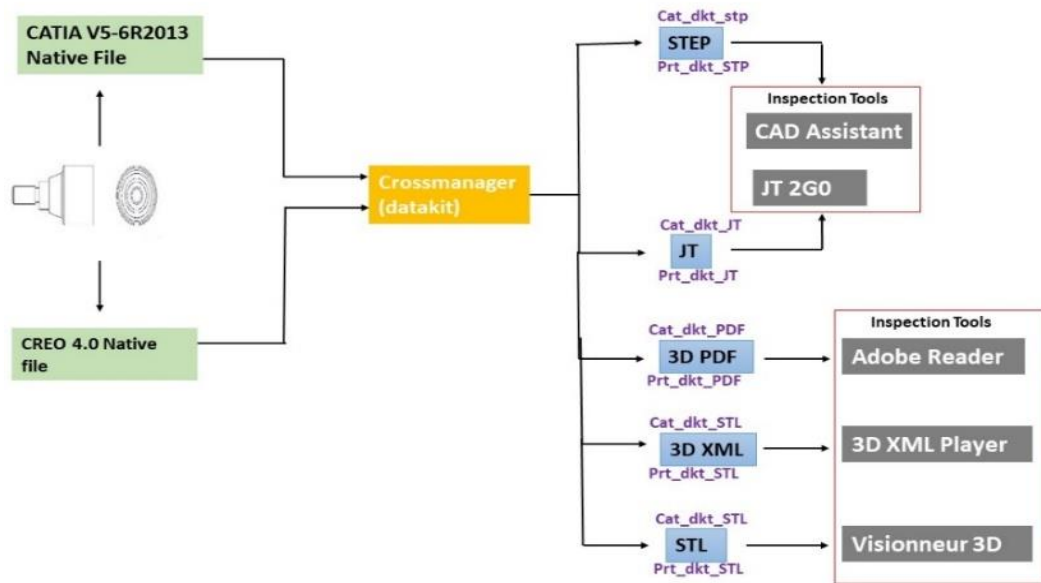 CATIA V5-6R2013
Native File
CREO 4.0 Native
file
Crossmanager
(datakit)
Cat_dkt_stp
STEP
Prt_dkt_STP
Inspection Tools
CAD Assistant
JT 2G0
Cat_dkt_JT
JT
Prt_dkt_JT
Cat_dkt_PDF
3D PDF
Prt_dkt_PDF
Cat_dkt_STL
3D XML
Prt_dkt_STL
Cat_dkt_STL
STL
Prt_dkt_STL
Inspection Tools
Adobe Reader
3D XML Player
Visionneur 3D